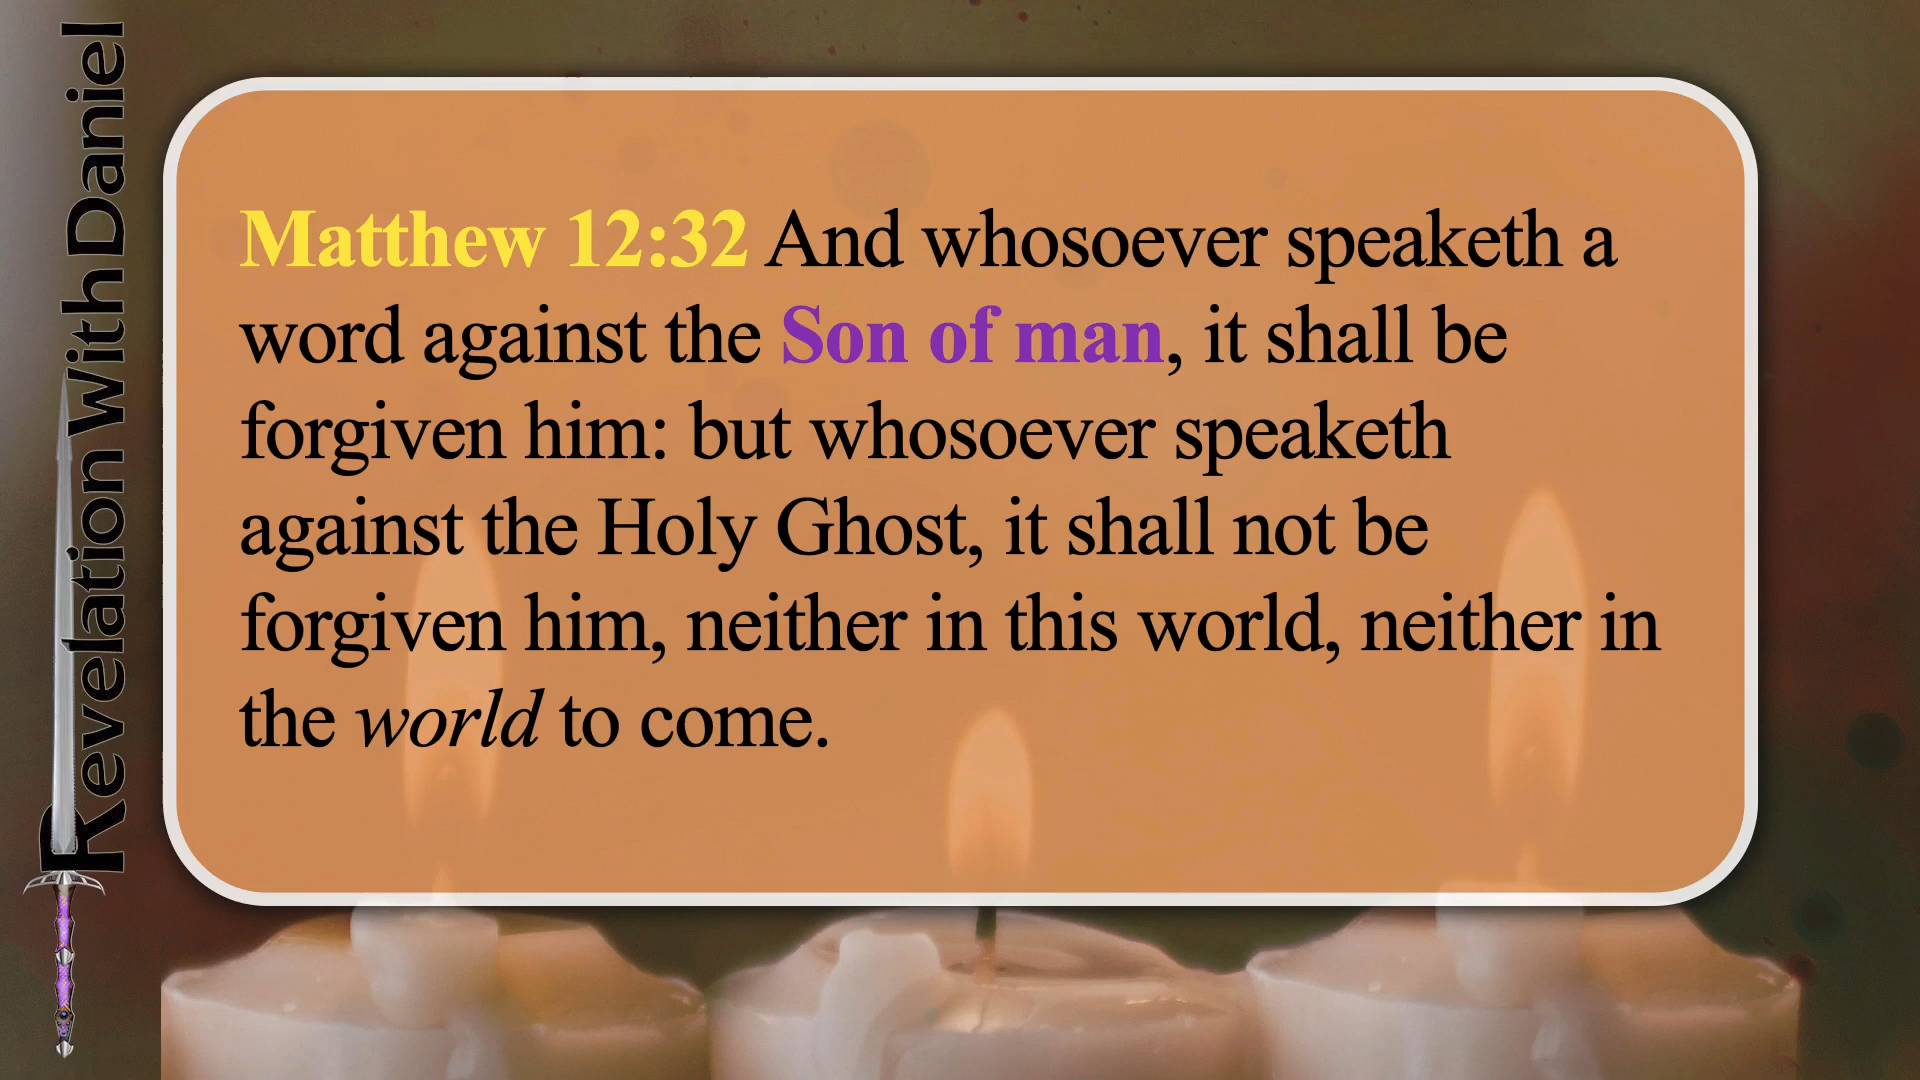 Revelation With Daniel
Matthew 12:32 And whosoever speaketh a
word against the Son of man, it shall be
forgiven him: but whosoever speaketh
against the Holy Ghost, it shall not be
forgiven him, neither in this world, neither in
the world to come.